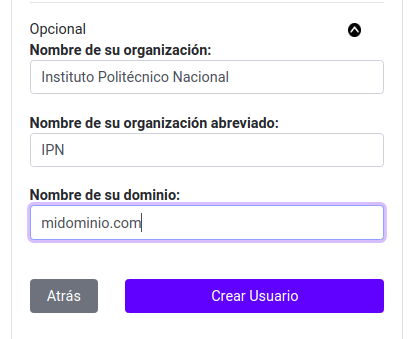 Opcional
Nombre de su organización:
Instituto Politécnico Nacional
Nombre de su organización abreviado:
IPN
Nombre de su dominio:
midominio.com
Atrás
Crear Usuario